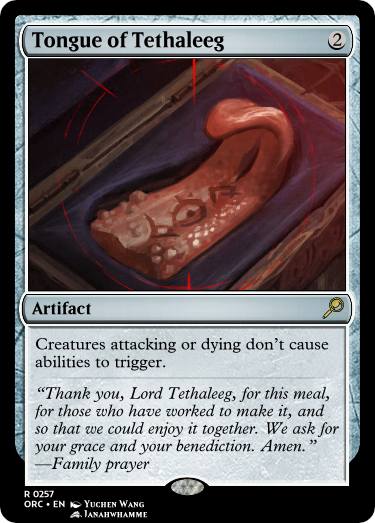 Tongue of Tethaleeg
2
Artifact
Creatures attacking or dying don't cause
abilities to trigger.
"Thank you, Lord Tethaleeg, for this meal,
for those who have worked to make it, and
so that we could enjoy it together. We ask for
your grace and your benediction. Amen."
—Family prayer
R 0257
ORC • EN Yuchen Wang
Janahwhamme